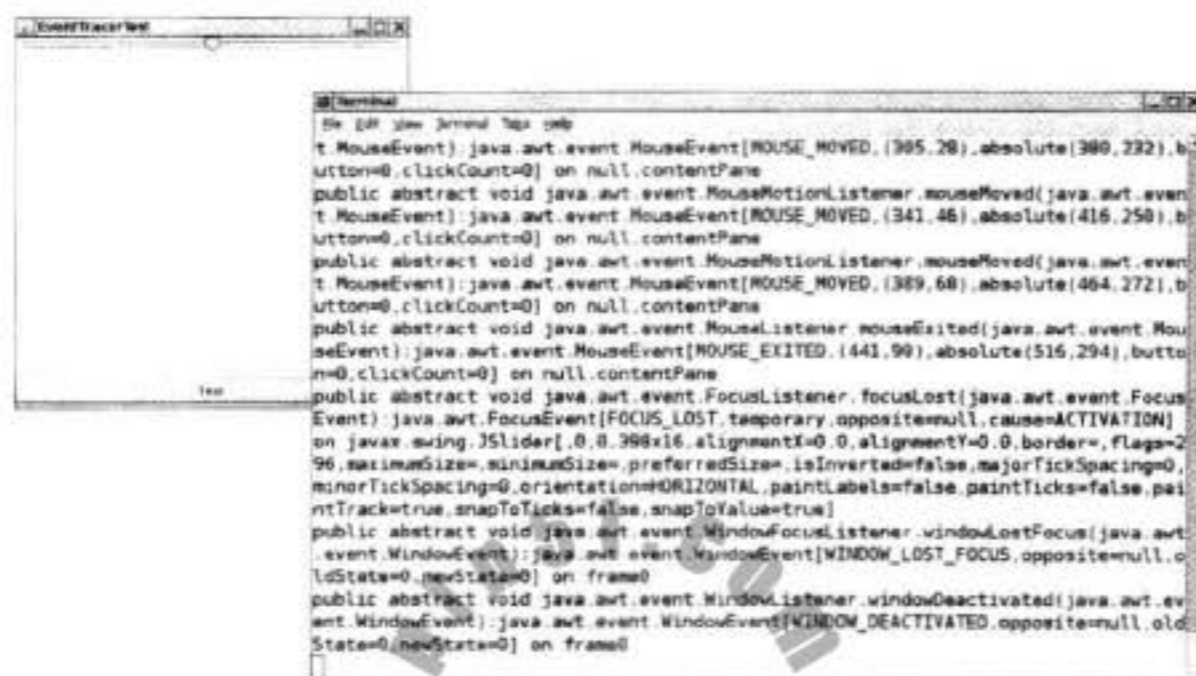 EventTracerTest
Terminal
File Edit View Terminal Tags Help
t.MouseEvent):java.awt.event.MouseEvent[MOUSE_MOVED,(305,28),absolute(380,232),b
utton=0,clickCount=0] on null.contentPane
public abstract void java.awt.event.MouseMotionListener.mouseMoved(java.awt.even
t.MouseEvent):java.awt.event.MouseEvent[MOUSE_MOVED,(341,46),absolute(416,250),b
utton=0,clickCount=0] on null.contentPane
public abstract void java.awt.event.MouseMotionListener.mouseMoved(java.awt.even
t.MouseEvent):java.awt.event.MouseEvent[MOUSE_MOVED,(389,68),absolute(464,272),b
utton=0,clickCount=0] on null.contentPane
public abstract void java.awt.event.MouseListener.mouseExited(java.awt.event.Mou
seEvent):java.awt.event.MouseEvent[MOUSE_EXITED,(441,90),absolute(516,294),butto
n=0,clickCount=0] on null.contentPane
Test
public abstract void java.awt.event.FocusListener.focusLost(java.awt.event.Focus
Event):java.awt.FocusEvent[FOCUS_LOST,temporary,opposite=null,cause=ACTIVATION]
on javax.swing.JSlider[,0,0,398x16,alignmentX=0.0,alignmentY=0.0,border=,flags=2
96,maximumSize=,minimumSize=,preferredSize=,isInverted=false,majorTickSpacing=0,
minorTickSpacing=0,orientation=HORIZONTAL,paintLabels=false,paintTicks=false,pai
ntTrack=true,snapToTicks=false,snapToValue=true]
public abstract void java.awt.event.WindowFocusListener.windowLostFocus(java.awt
.event.WindowEvent):java.awt.event.WindowEvent[WINDOW_LOST_FOCUS,opposite=null,o
ldState=0,newState=0] on frame0
public abstract void java.awt.event.WindowListener.windowDeactivated(java.awt.ev
ent.WindowEvent):java.awt.event.WindowEvent[WINDOW_DEACTIVATED,opposite=null,old
State=0,newState=0] on frame0